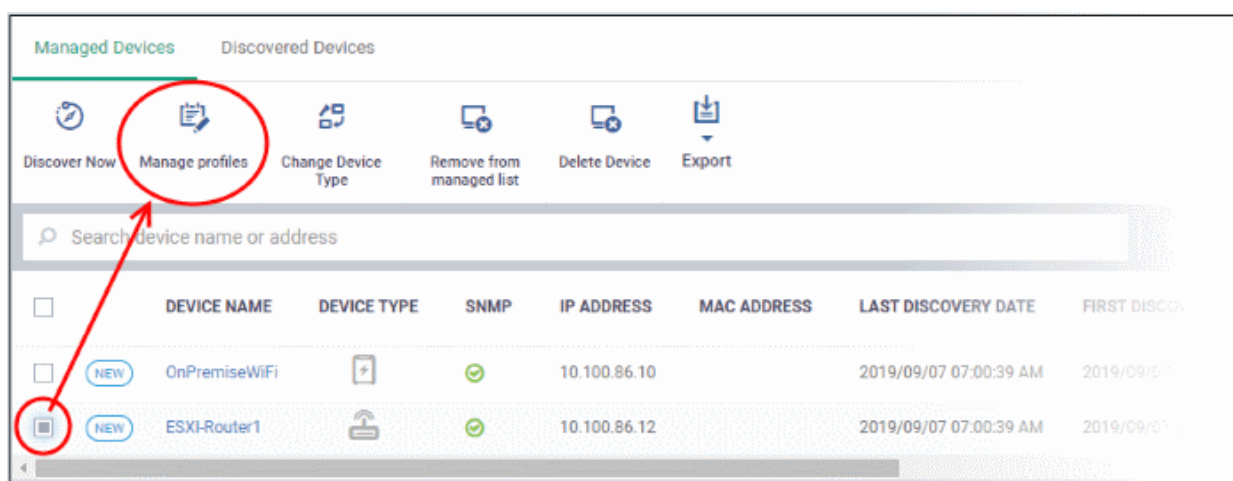 Managed Devices Discovered Devices
Discover Now Manage profiles Change Device Type Remove from managed list Delete Device Export
Search device name or address
DEVICE NAME DEVICE TYPE SNMP IP ADDRESS MAC ADDRESS LAST DISCOVERY DATE FIRST
NEW OnPremiseWiFi 10.100.86.10 2019/09/07 07:00:39 AM
NEW ESXI-Router1 10.100.86.12 2019/09/07 07:00:39 AM